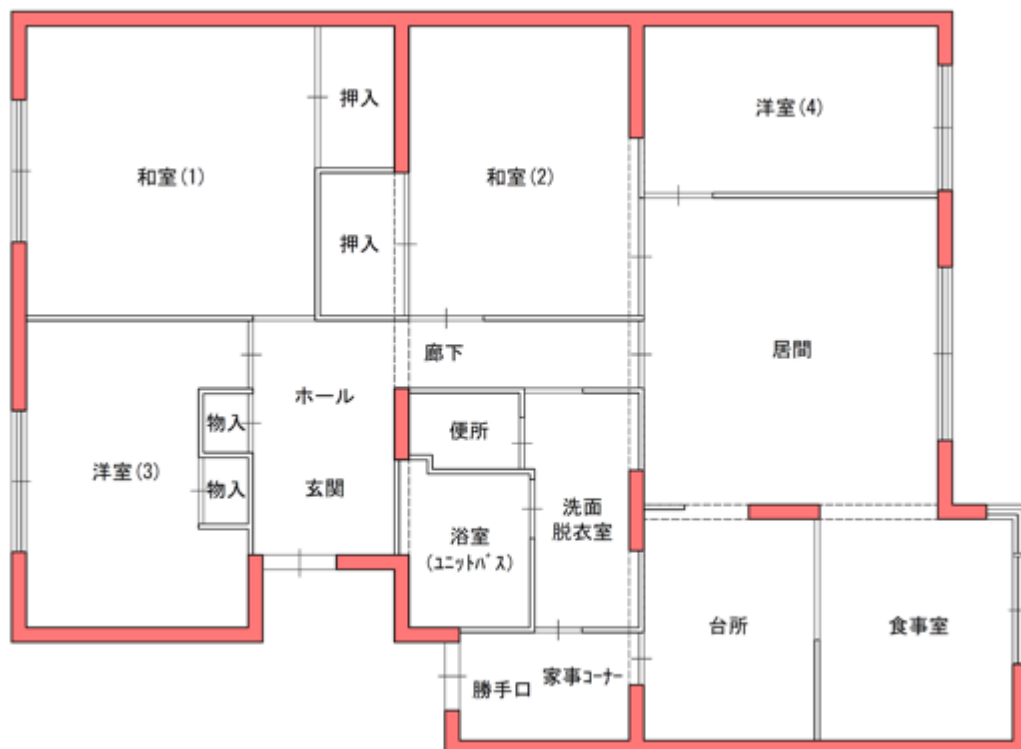 押入
洋室(4)
和室(1)
和室(2)
押入
廊下
居間
ホール
物入
便所
洗面
脱衣室
洋室(3)
物入
玄関
浴室
(ﾕﾆｯﾄﾊﾞｽ)
台所
食事室
勝手口
家事ｺｰﾅｰ